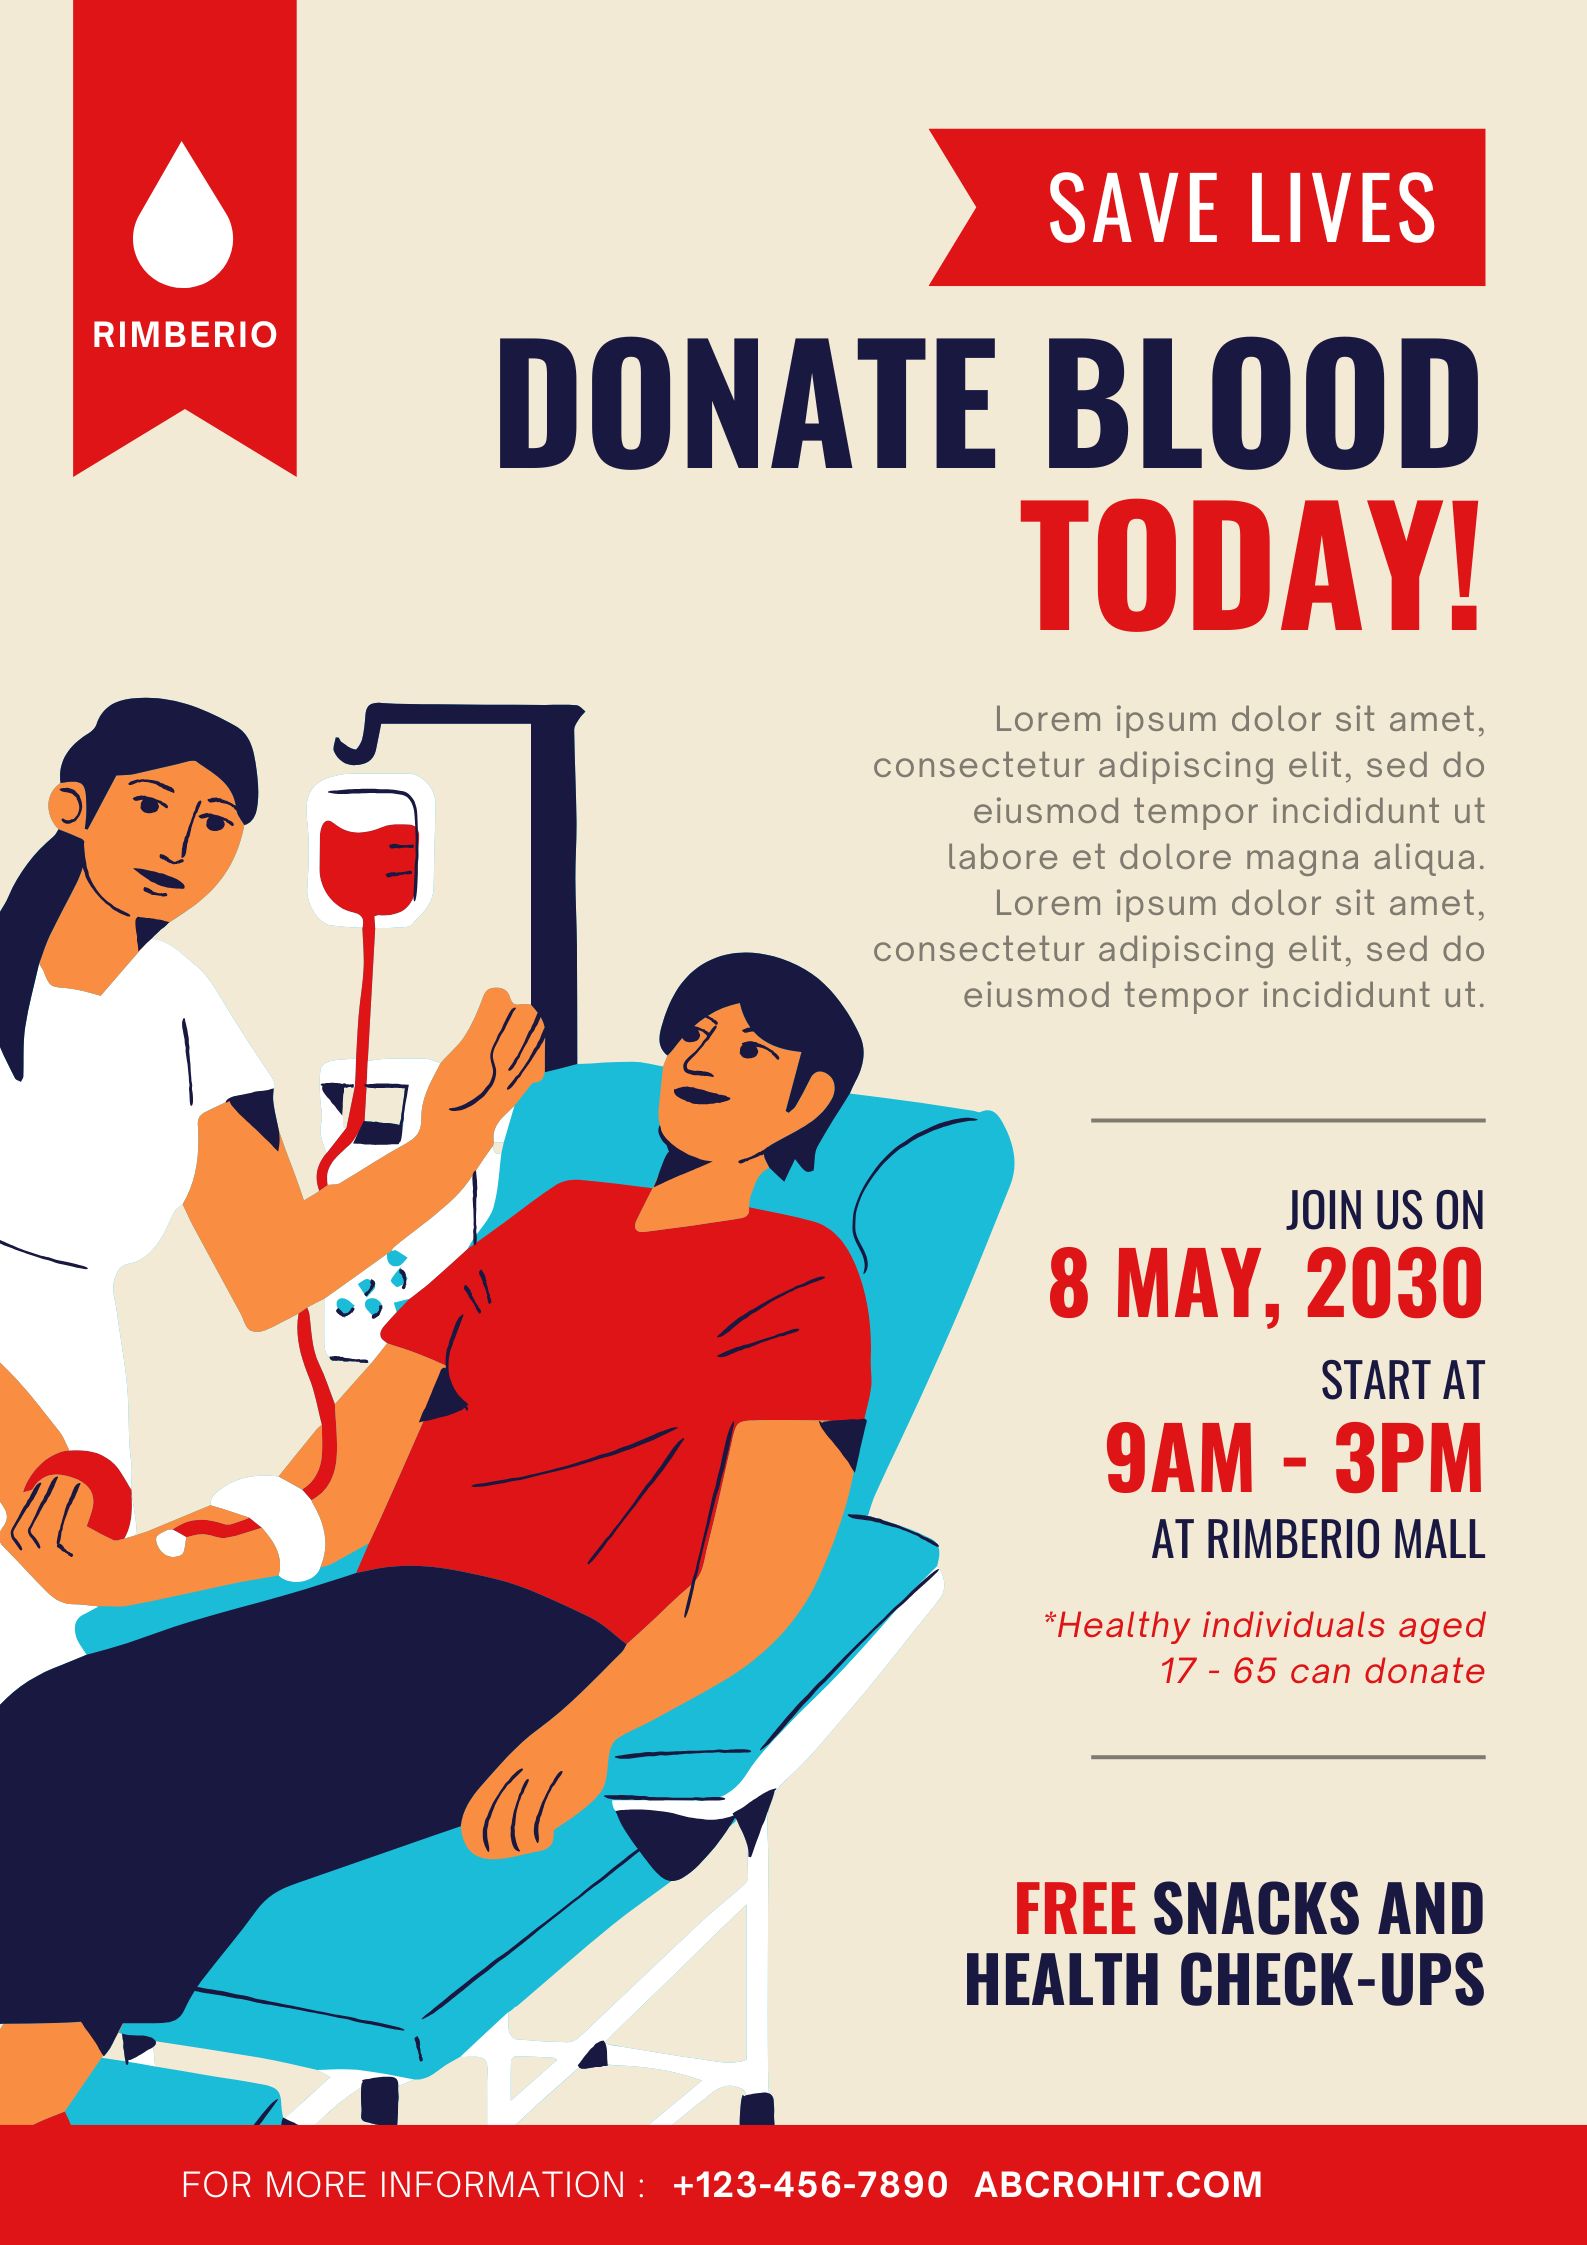 RIMBERIO
SAVE LIVES
DONATE BLOOD
TODAY!
Lorem ipsum dolor sit amet,
consectetur adipiscing elit, sed do
eiusmod tempor incididunt ut
labore et dolore magna aliqua.
Lorem ipsum dolor sit amet,
consectetur adipiscing elit, sed do
eiusmod tempor incididunt ut.
JOIN US ON
8 MAY, 2030
START AT
9AM - 3PM
AT RIMBERIO MALL
*Healthy individuals aged
17 - 65 can donate
FREE SNACKS AND
HEALTH CHECK-UPS
FOR MORE INFORMATION : +123-456-7890 ABCROHIT.COM